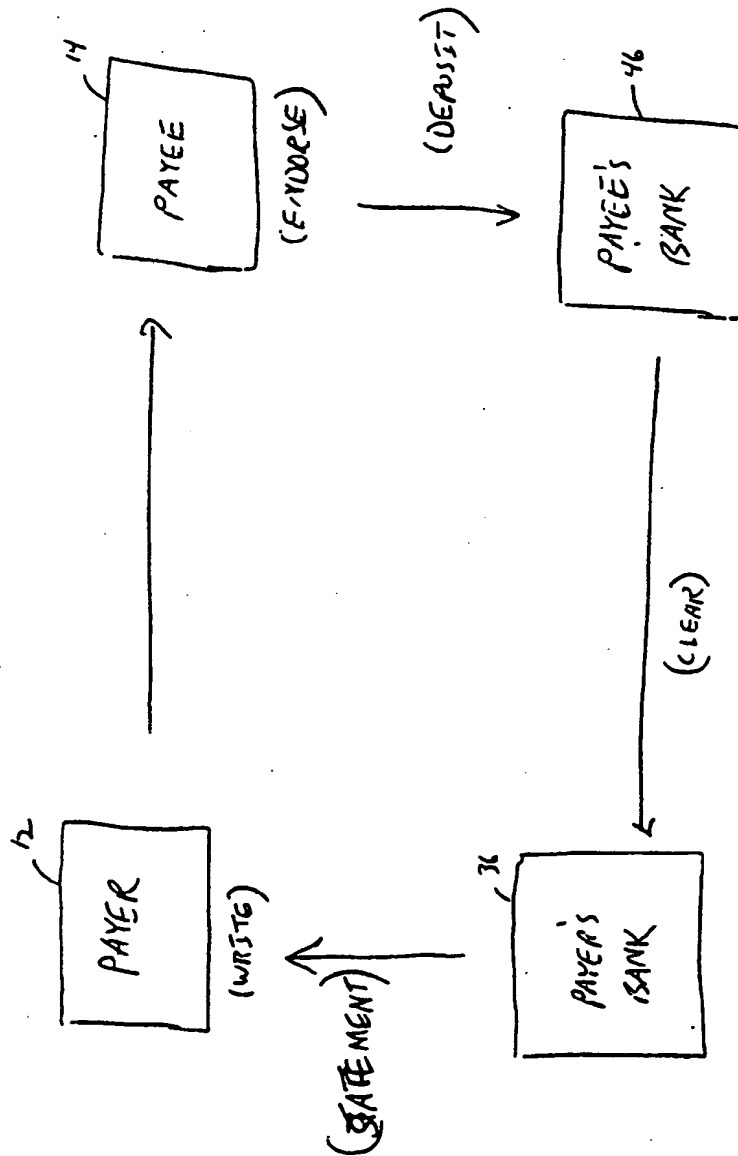 12
PAYER
(WRITE)
14
PAYEE
(ENDORSE)
(DEPOSIT)
(STATEMENT)
36
PAYER'S
BANK
(CLEAR)
46
PAYEE'S
BANK